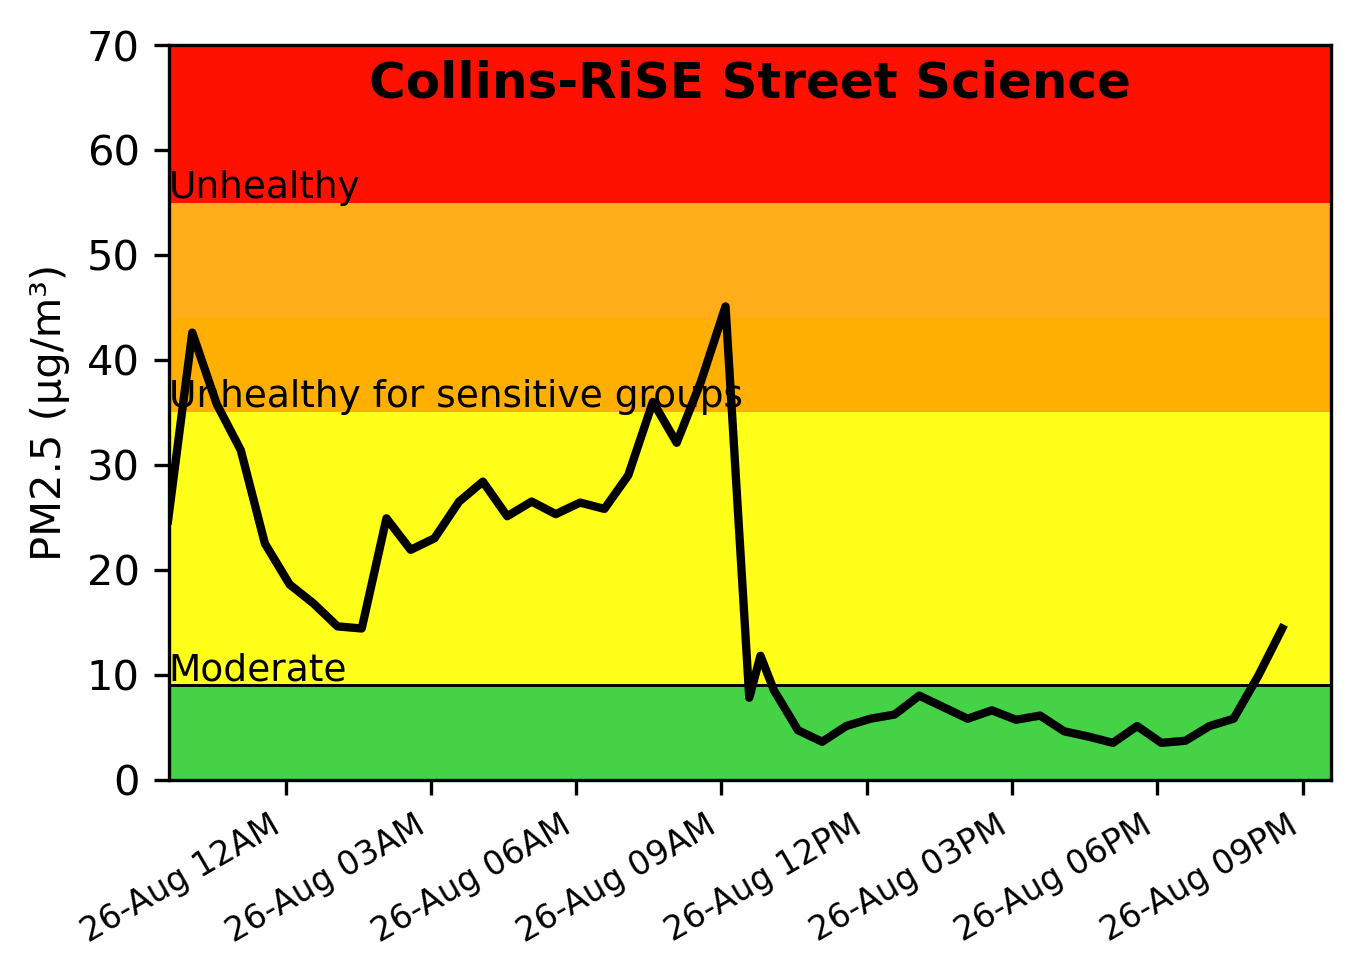 Collins-RiSE Street Science
PM2.5 (µg/m³)
70
60
50
40
30
20
10
0
Unhealthy
Unhealthy for sensitive groups
Moderate
26-Aug 12AM
26-Aug 03AM
26-Aug 06AM
26-Aug 09AM
26-Aug 12PM
26-Aug 03PM
26-Aug 06PM
26-Aug 09PM